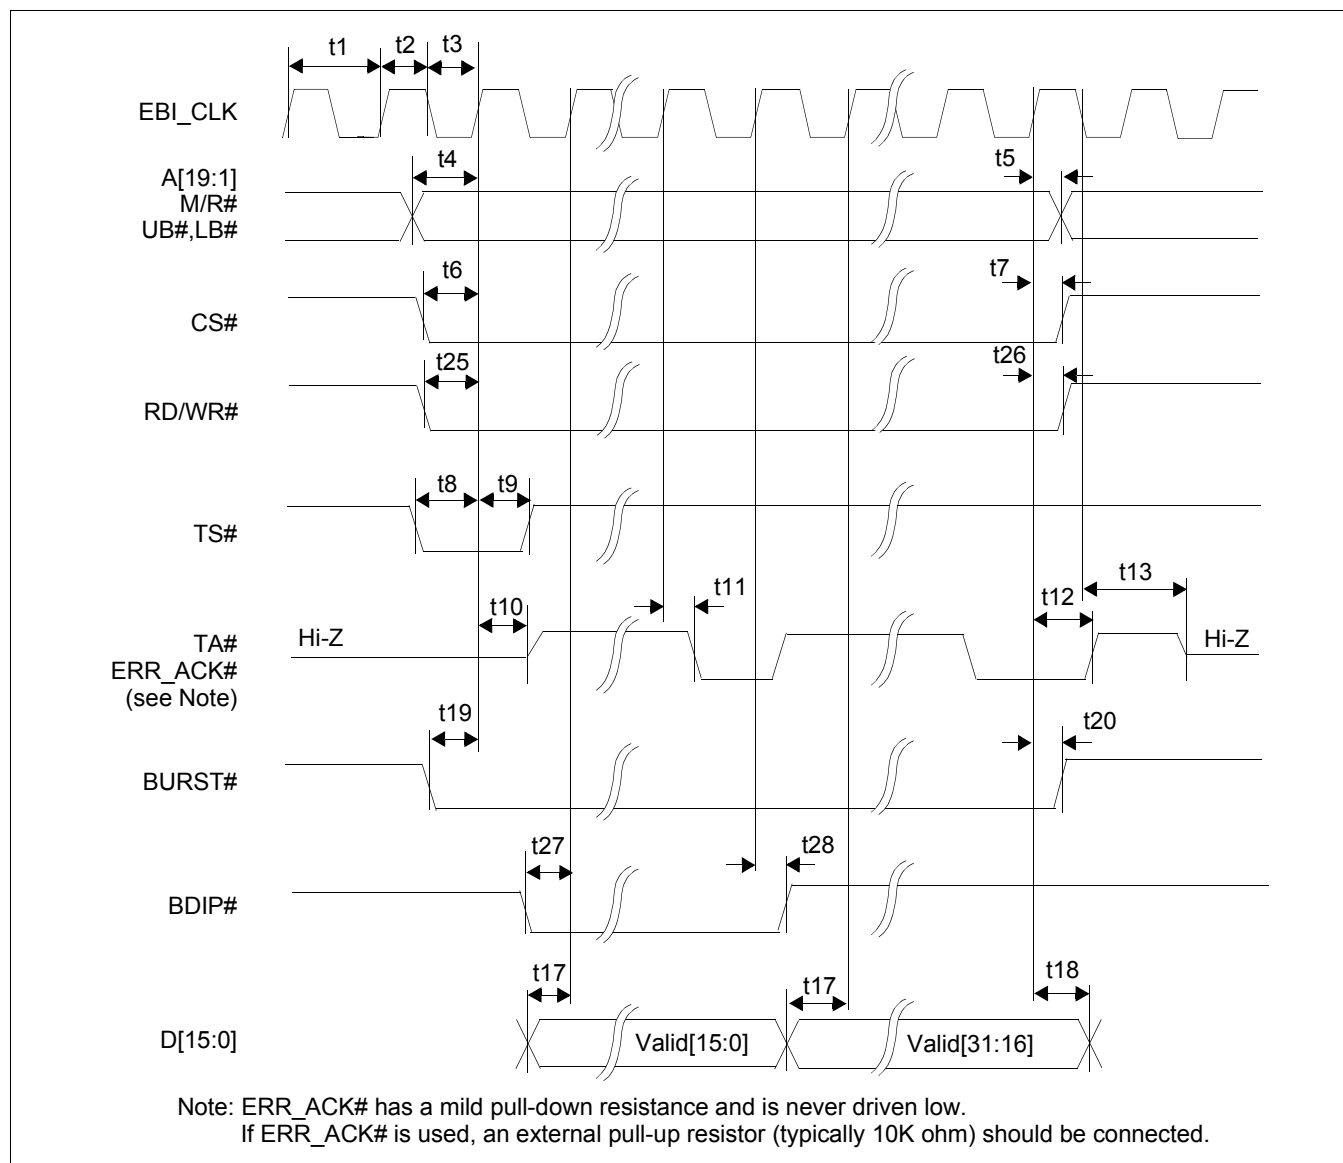 t1 t2 t3
EBI_CLK
t4 t5
A[19:1]
M/R#
UB#,LB#
t6 t7
CS#
t25 t26
RD/WR#
t8 t9
TS#
t10 t11 t12 t13
Hi-Z Hi-Z
TA#
ERR_ACK#
(see Note)
t19 t20
BURST#
t27 t28
BDIP#
t17 t17 t18
D[15:0] Valid[15:0] Valid[31:16]
Note: ERR_ACK# has a mild pull-down resistance and is never driven low.
If ERR_ACK# is used, an external pull-up resistor (typically 10K ohm) should be connected.